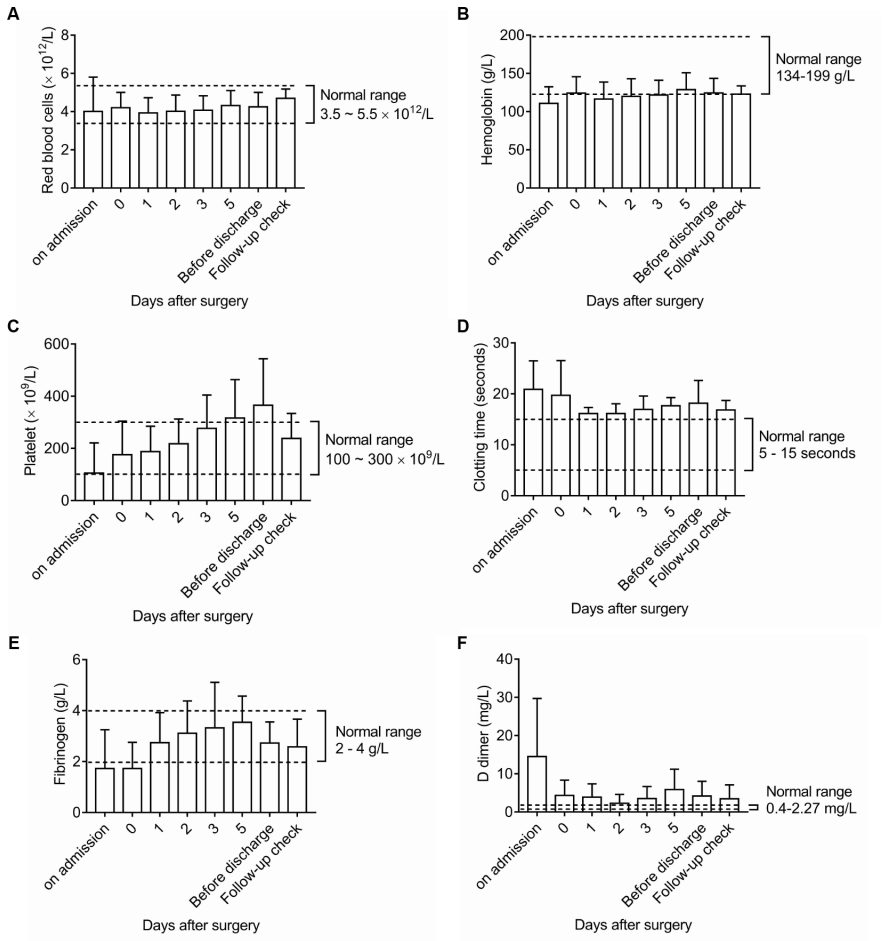 A
Red blood cells (× 10¹²/L)
8
6
4
2
0
Normal range
3.5 ~ 5.5 × 10¹²/L
on admission
0
1
2
3
5
Before discharge
Follow-up check
Days after surgery
B
Hemoglobin (g/L)
200
150
100
50
0
Normal range
134-199 g/L
on admission
0
1
2
3
5
Before discharge
Follow-up check
Days after surgery
C
Platelet (× 10⁹/L)
600
400
200
0
Normal range
100 ~ 300 × 10⁹/L
on admission
0
1
2
3
5
Before discharge
Follow-up check
Days after surgery
D
Clotting time (seconds)
30
20
10
0
Normal range
5 - 15 seconds
on admission
0
1
2
3
5
Before discharge
Follow-up check
Days after surgery
E
Fibrinogen (g/L)
6
4
2
0
Normal range
2 - 4 g/L
on admission
0
1
2
3
5
Before discharge
Follow-up check
Days after surgery
F
D dimer (mg/L)
40
30
20
10
0
Normal range
0.4-2.27 mg/L
on admission
0
1
2
3
5
Before discharge
Follow-up check
Days after surgery